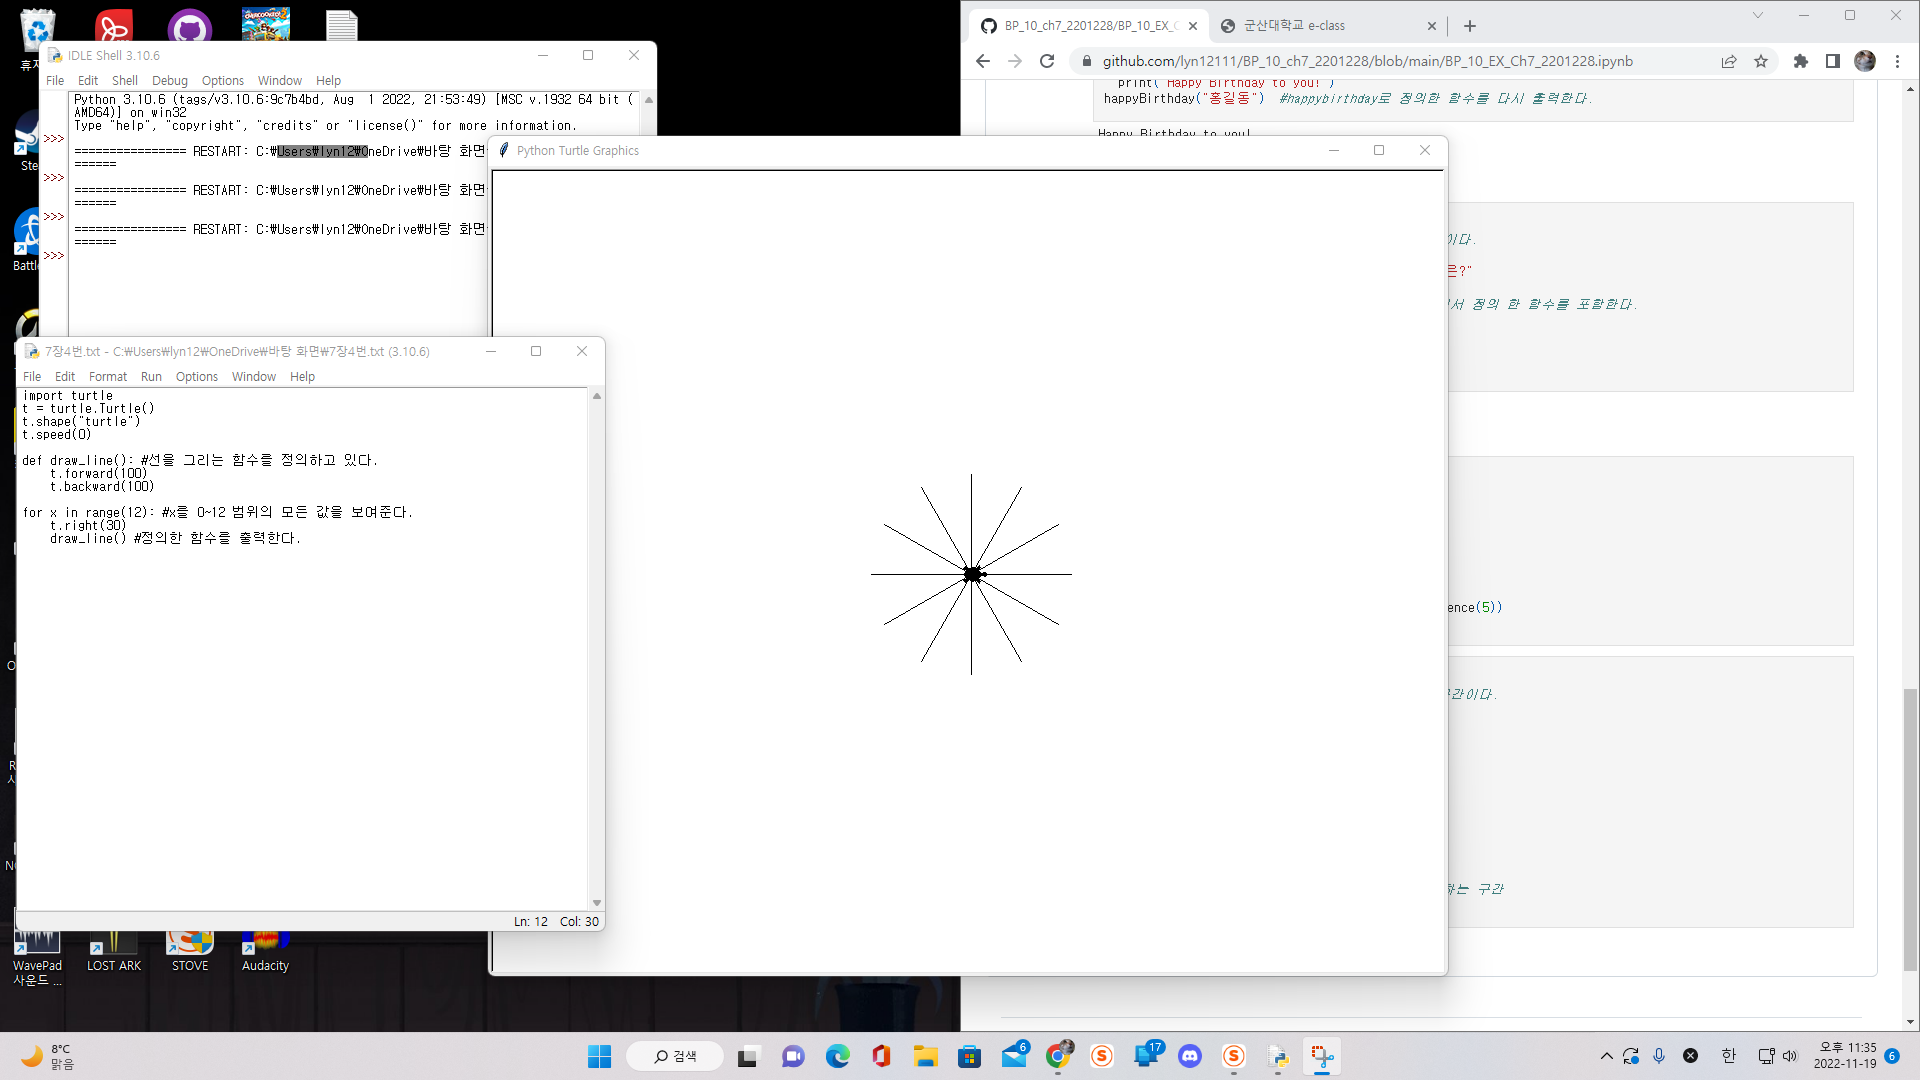 IDLE Shell 3.10.6
File Edit Shell Debug Options Window Help
Python 3.10.6 (tags/v3.10.6:9c7b4bd, Aug  1 2022, 21:53:49) [MSC v.1932 64 bit (
AMD64)] on win32
Type "help", "copyright", "credits" or "license()" for more information.
>>>
================ RESTART: C:₩Users₩lyn12₩OneDrive₩바탕 화면
======
>>>
================ RESTART: C:₩Users₩lyn12₩OneDrive₩바탕 화면
======
>>>
================ RESTART: C:₩Users₩lyn12₩OneDrive₩바탕 화면
======
>>>
7장4번.txt - C:₩Users₩lyn12₩OneDrive₩바탕 화면₩7장4번.txt (3.10.6)
File Edit Format Run Options Window Help
import turtle
t = turtle.Turtle()
t.shape("turtle")
t.speed(0)
def draw_line(): #선을 그리는 함수를 정의하고 있다.
t.forward(100)
t.backward(100)
for x in range(12): #x를 0~12 범위의 모든 값을 보여준다.
t.right(30)
draw_line() #정의한 함수를 출력한다.
Ln: 12 Col: 30
Python Turtle Graphics
BP_10_ch7_2201228/BP_10_EX_C
군산대학교 e-class
github.com/lyn12111/BP_10_ch7_2201228/blob/main/BP_10_EX_Ch7_2201228.ipynb
print("Happy Birthday to you!")
happyBirthday("홍길동") #happybirthday로 정의한 함수를 다시 출력한다.
Happy Birthday to you!
이다.
은?"
서 정의 한 함수를 포함한다.
ence(5))
간이다.
하는 구간
휴지
Ste
Battl
WavePad
사운드 ...
LOST ARK
STOVE
Audacity
8°C
맑음
검색
6
17
한
오후 11:35
2022-11-19
6